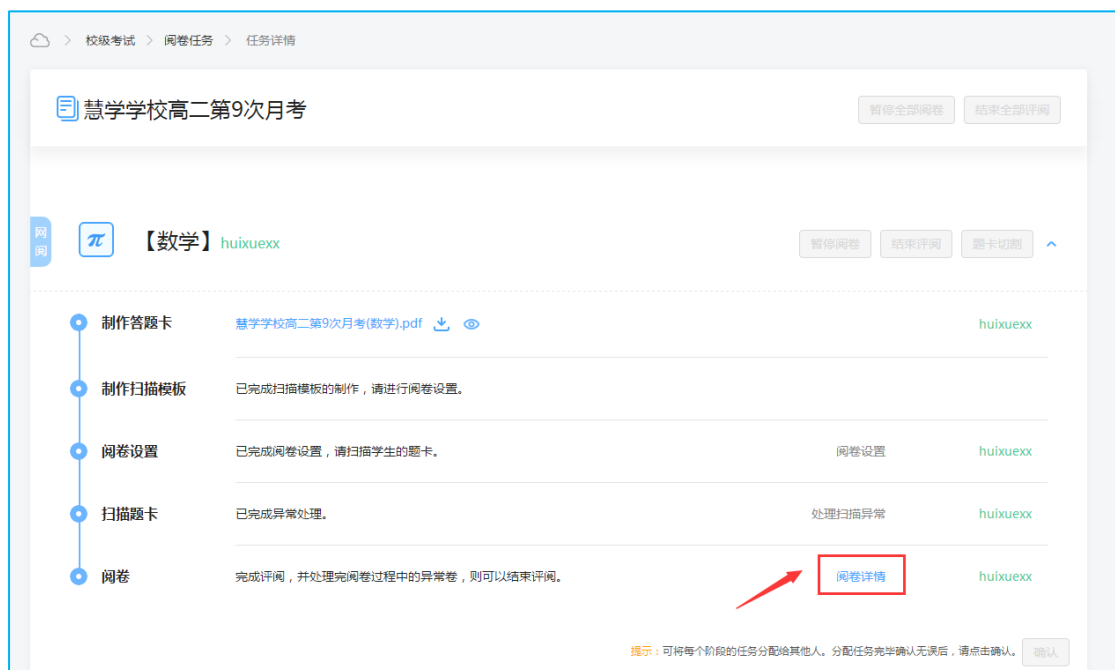 校级考试 > 阅卷任务 > 任务详情
慧学学校高二第9次月考 暂停全部阅卷 结束全部评阅
网阅
π 【数学】huixuexx 暂停阅卷 结束评阅 题卡切割
制作答题卡 慧学学校高二第9次月考(数学).pdf huixuexx
制作扫描模板 已完成扫描模板的制作，请进行阅卷设置。
阅卷设置 已完成阅卷设置，请扫描学生的题卡。 阅卷设置 huixuexx
扫描题卡 已完成异常处理。 处理扫描异常 huixuexx
阅卷 完成评阅，并处理完阅卷过程中的异常卷，则可以结束评阅。 阅卷详情 huixuexx
提示：可将每个阶段的任务分配给其他人。分配任务完毕确认无误后，请点击确认。 确认